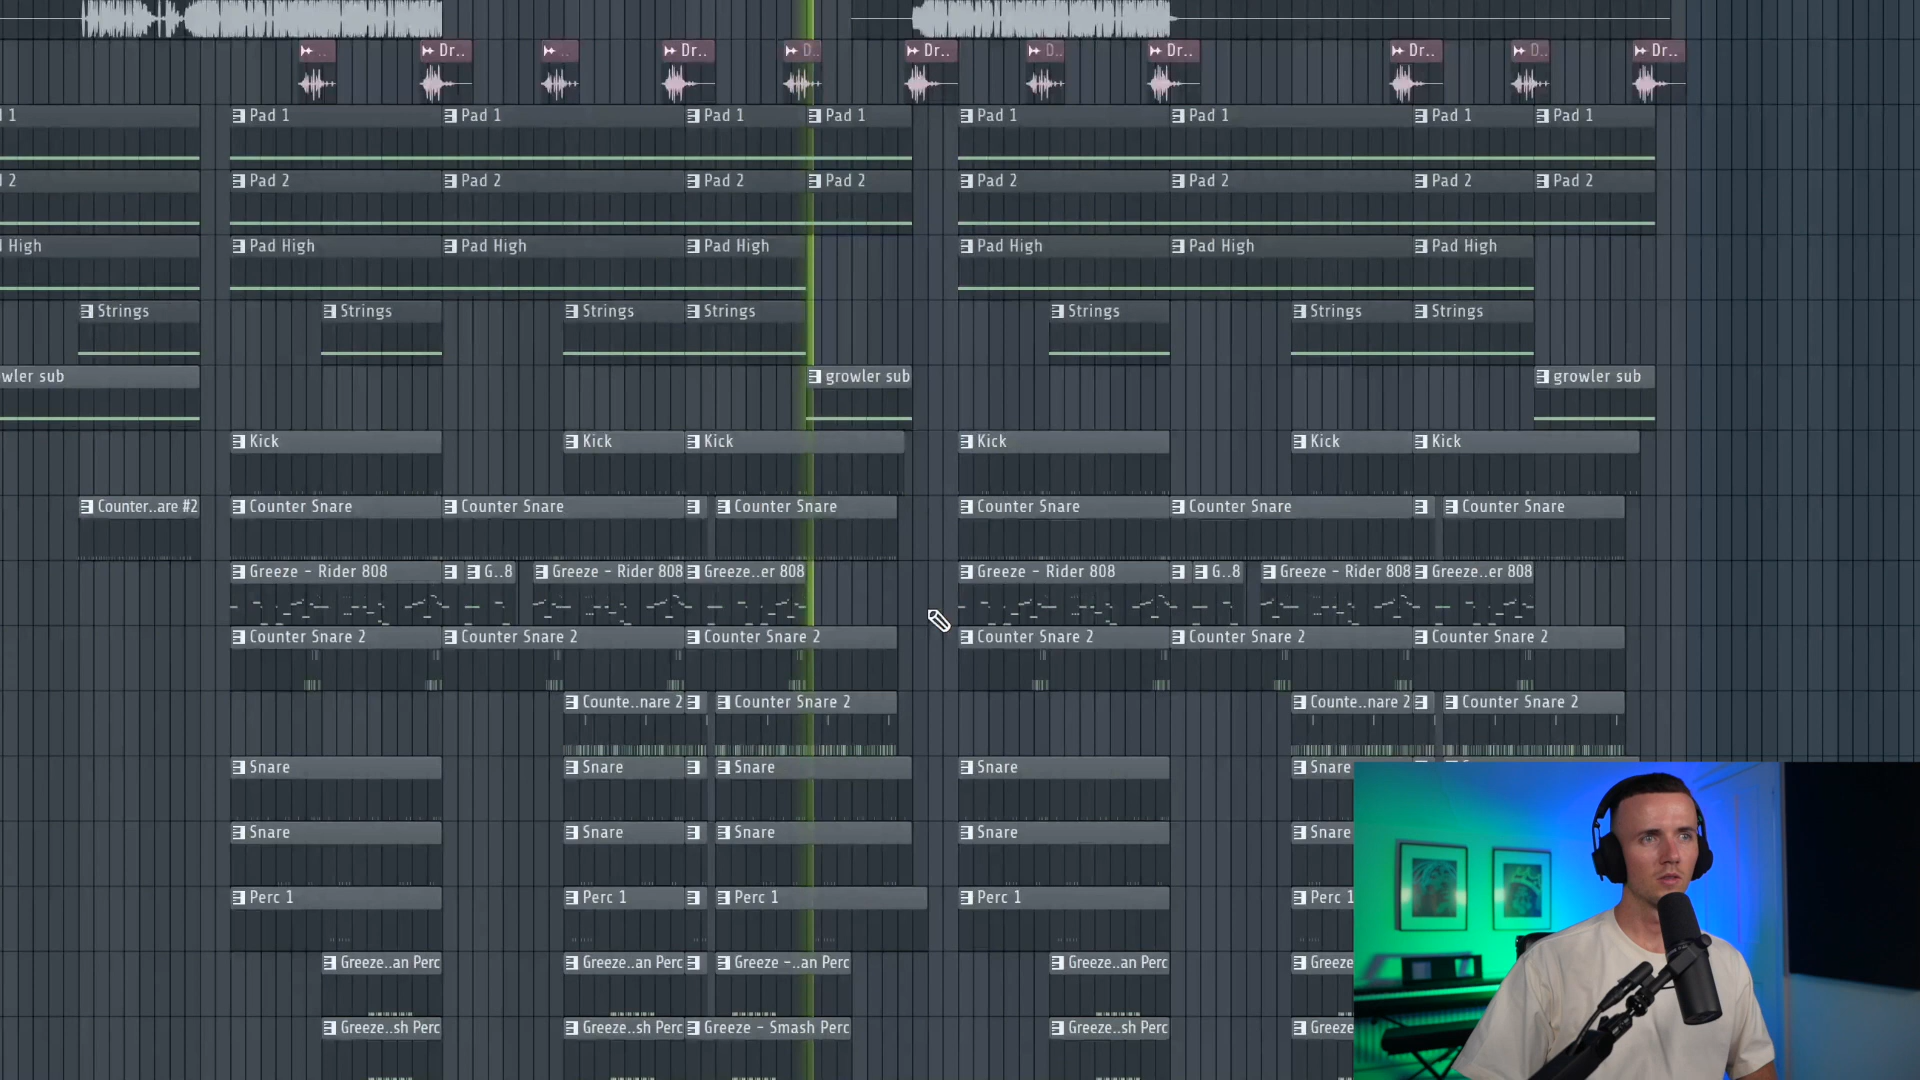 .. Dr.. .. Dr.. D.. Dr.. D.. Dr.. Dr.. D.. Dr..
1 Pad 1 Pad 1 Pad 1 Pad 1 Pad 1 Pad 1 Pad 1 Pad 1
2 Pad 2 Pad 2 Pad 2 Pad 2 Pad 2 Pad 2 Pad 2 Pad 2
d High Pad High Pad High Pad High Pad High Pad High Pad High
Strings Strings Strings Strings Strings Strings Strings
wler sub growler sub growler sub
Kick Kick Kick Kick Kick Kick
Counter..are #2 Counter Snare Counter Snare Counter Snare Counter Snare Counter Snare Counter Snare
Greeze - Rider 808 G..8 Greeze - Rider 808 Greeze..er 808 Greeze - Rider 808 G..8 Greeze - Rider 808 Greeze..er 808
Counter Snare 2 Counter Snare 2 Counter Snare 2 Counter Snare 2 Counter Snare 2 Counter Snare 2
Counte..nare 2 Counter Snare 2 Counte..nare 2 Counter Snare 2
Snare Snare Snare Snare Snare
Snare Snare Snare Snare Snare
Perc 1 Perc 1 Perc 1 Perc 1 Perc 1
Greeze..an Perc Greeze..an Perc Greeze -..an Perc Greeze..an Perc Greeze
Greeze..sh Perc Greeze..sh Perc Greeze - Smash Perc Greeze..sh Perc Greeze